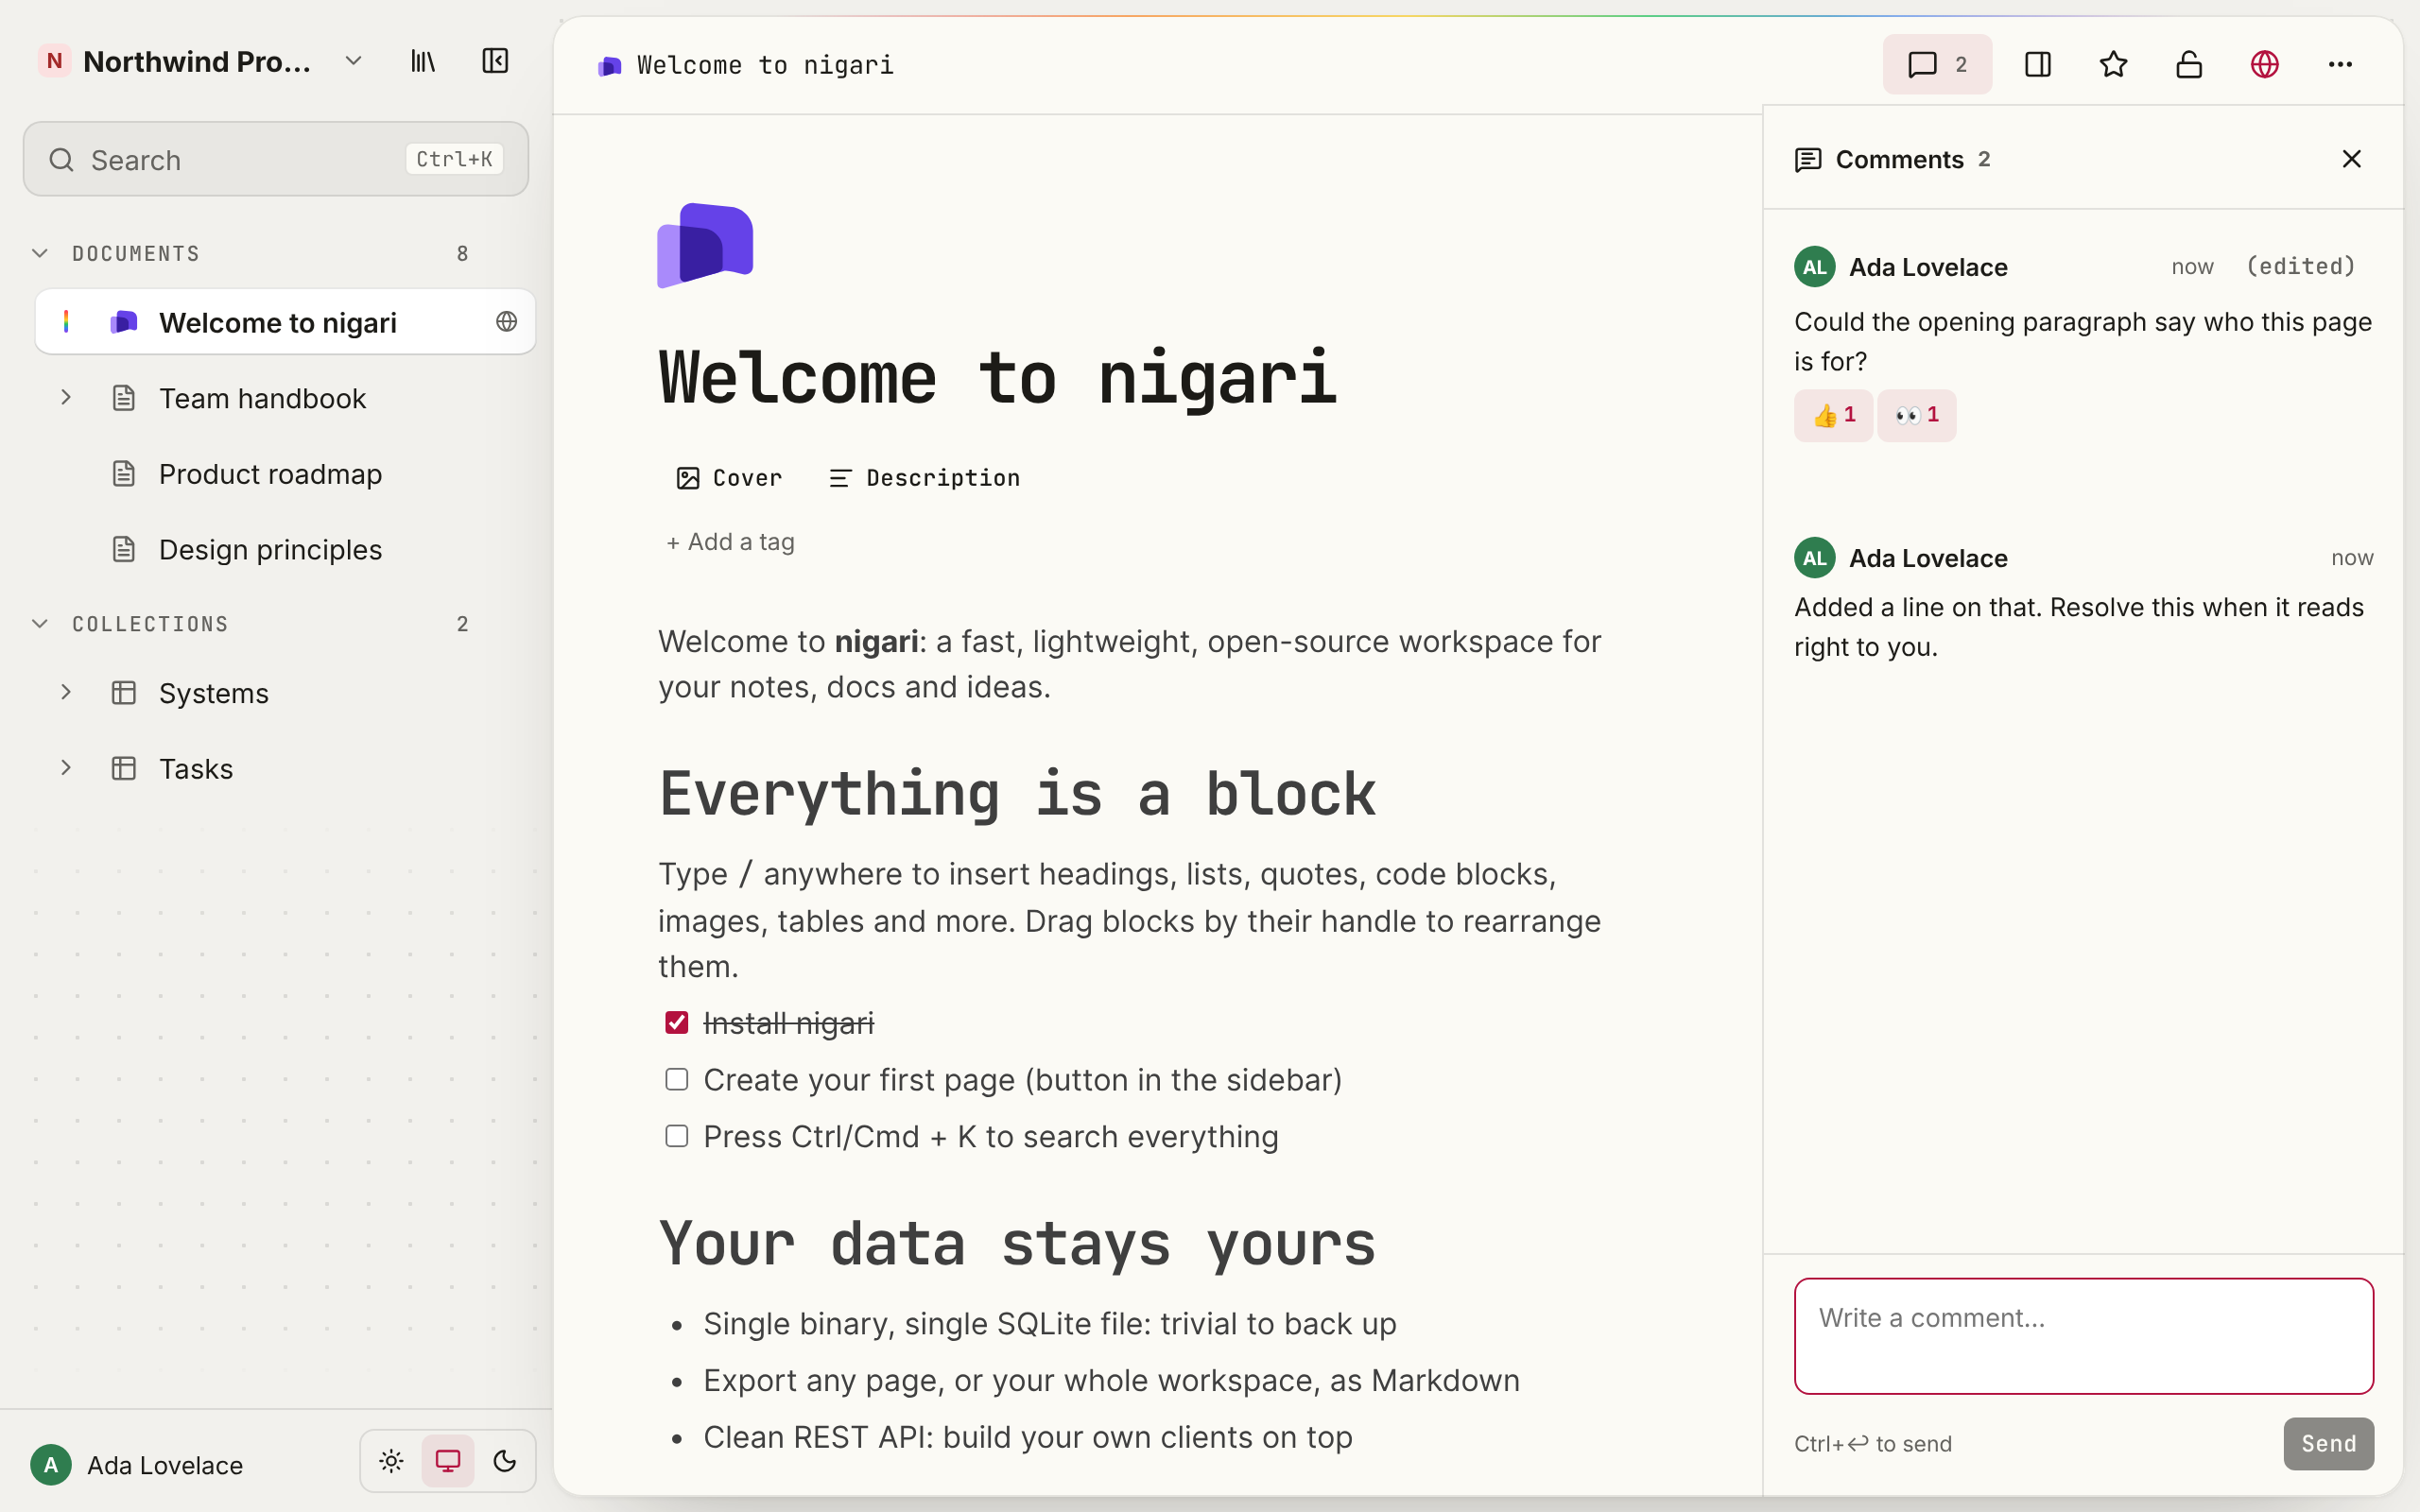 N Northwind Pro...
Search Ctrl+K
DOCUMENTS 8
Welcome to nigari
Team handbook
Product roadmap
Design principles
COLLECTIONS 2
Systems
Tasks
A Ada Lovelace
Welcome to nigari
2
Welcome to nigari
Cover Description
+ Add a tag
Welcome to nigari: a fast, lightweight, open-source workspace for
your notes, docs and ideas.
Everything is a block
Type / anywhere to insert headings, lists, quotes, code blocks,
images, tables and more. Drag blocks by their handle to rearrange
them.
Install nigari
Create your first page (button in the sidebar)
Press Ctrl/Cmd + K to search everything
Your data stays yours
• Single binary, single SQLite file: trivial to back up
• Export any page, or your whole workspace, as Markdown
• Clean REST API: build your own clients on top
Comments 2
AL Ada Lovelace now (edited)
Could the opening paragraph say who this page
is for?
👍 1 👀 1
AL Ada Lovelace now
Added a line on that. Resolve this when it reads
right to you.
Write a comment...
Ctrl+↩ to send
Send